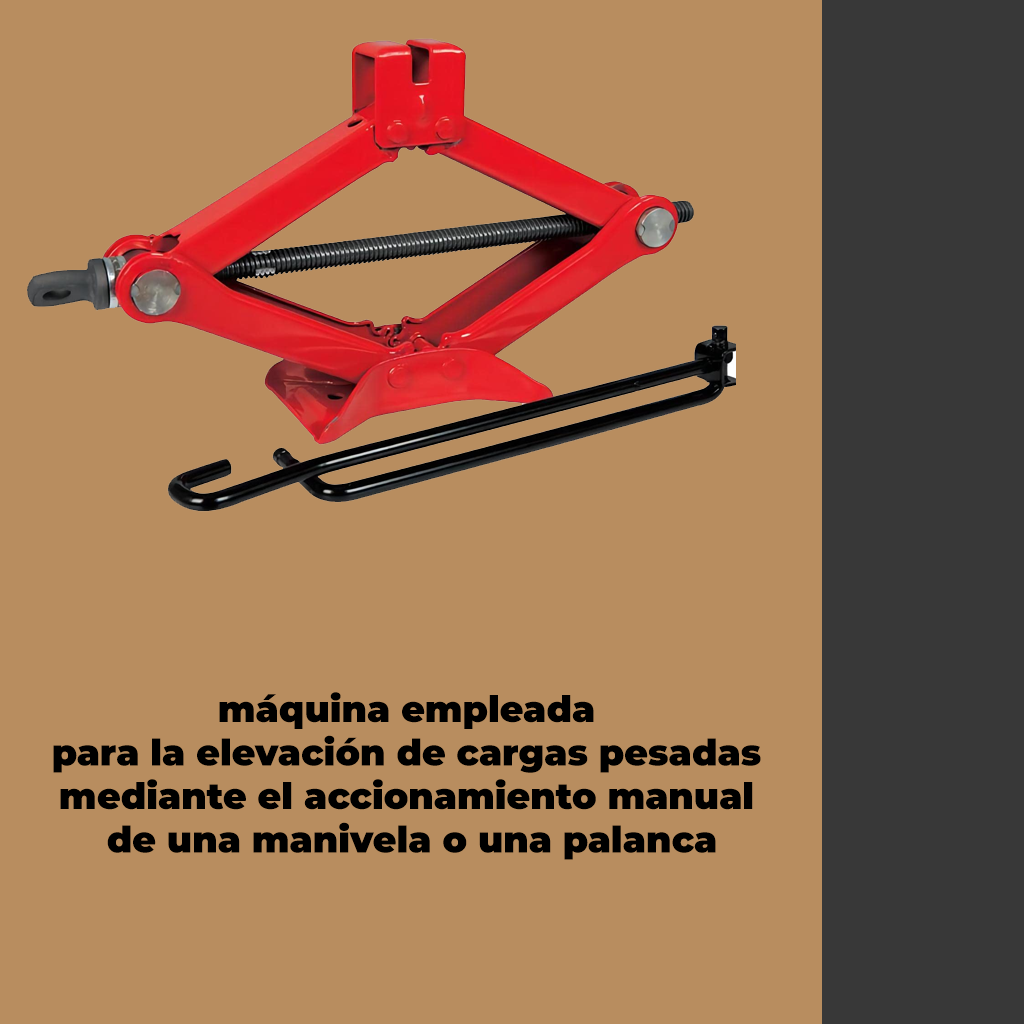 máquina empleada
para la elevación de cargas pesadas
mediante el accionamiento manual
de una manivela o una palanca